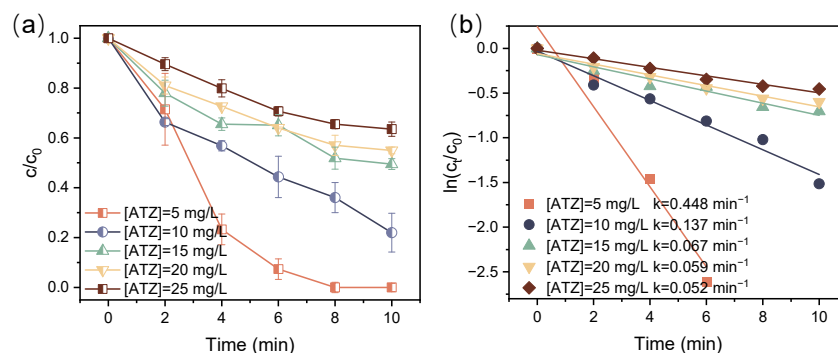 (a)
1.0
0.8
0.6
0.4
0.2
0.0
c/c₀
[ATZ]=5 mg/L
[ATZ]=10 mg/L
[ATZ]=15 mg/L
[ATZ]=20 mg/L
[ATZ]=25 mg/L
0 2 4 6 8 10
Time (min)
(b)
0.0
-0.5
-1.0
-1.5
-2.0
-2.5
ln(cₜ/c₀)
[ATZ]=5 mg/L k=0.448 min⁻¹
[ATZ]=10 mg/L k=0.137 min⁻¹
[ATZ]=15 mg/L k=0.067 min⁻¹
[ATZ]=20 mg/L k=0.059 min⁻¹
[ATZ]=25 mg/L k=0.052 min⁻¹
0 2 4 6 8 10
Time (min)